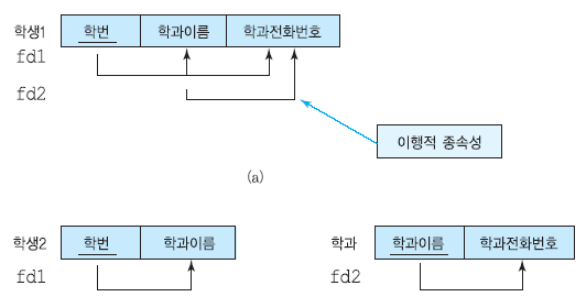 학생1 학번 학과이름 학과전화번호
fd1
fd2
이행적 종속성
(a)
학생2 학번 학과이름 학과 학과이름 학과전화번호
fd1 fd2